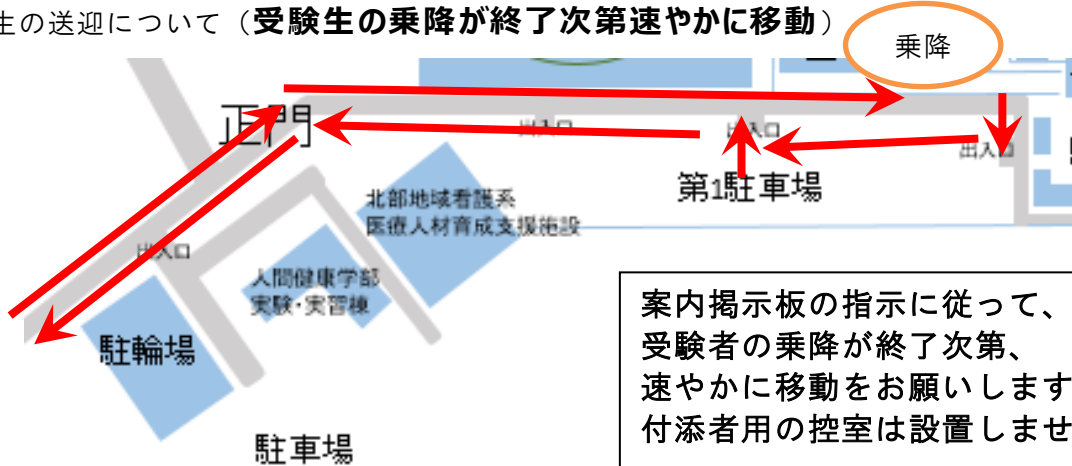 生の送迎について（受験生の乗降が終了次第速やかに移動）
乗降
正門
出入口
出入口
出入口
第1駐車場
北部地域看護系
医療人材育成支援施設
出入口
人間健康学部
実験・実習棟
駐輪場
駐車場
案内掲示板の指示に従って、
受験者の乗降が終了次第、
速やかに移動をお願いします
付添者用の控室は設置しませ